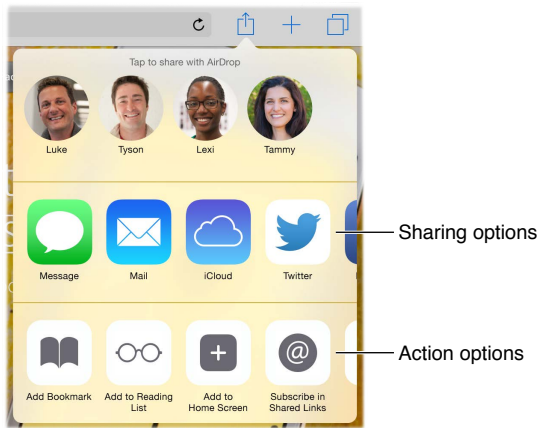 Tap to share with AirDrop
Luke Tyson Lexi Tammy
Message Mail iCloud Twitter
Sharing options
Add Bookmark Add to Reading Add to Subscribe in
List Home Screen Shared Links
Action options
@